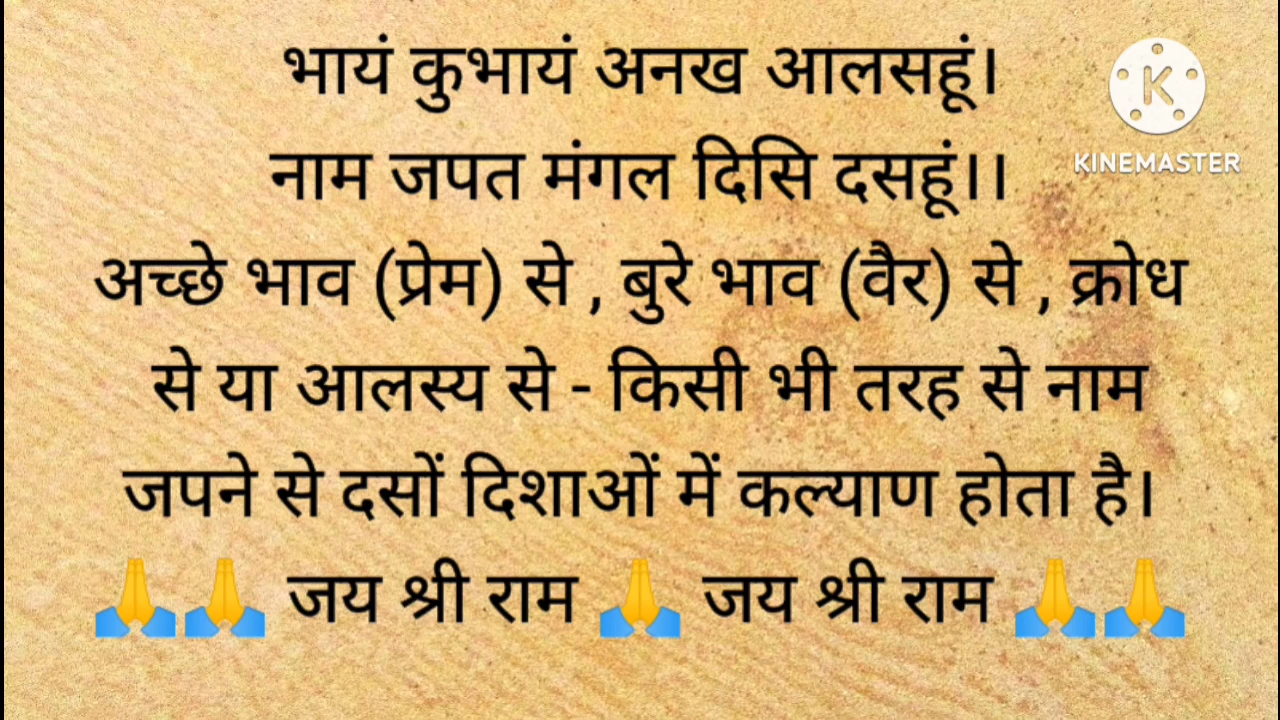 भायं कुभायं अनख आलसहूं।
नाम जपत मंगल दिसि दसहूं।।
अच्छे भाव (प्रेम) से , बुरे भाव (वैर) से , क्रोध
से या आलस्य से - किसी भी तरह से नाम
जपने से दसों दिशाओं में कल्याण होता है।
🙏🙏 जय श्री राम 🙏 जय श्री राम 🙏🙏
K
KINEMASTER